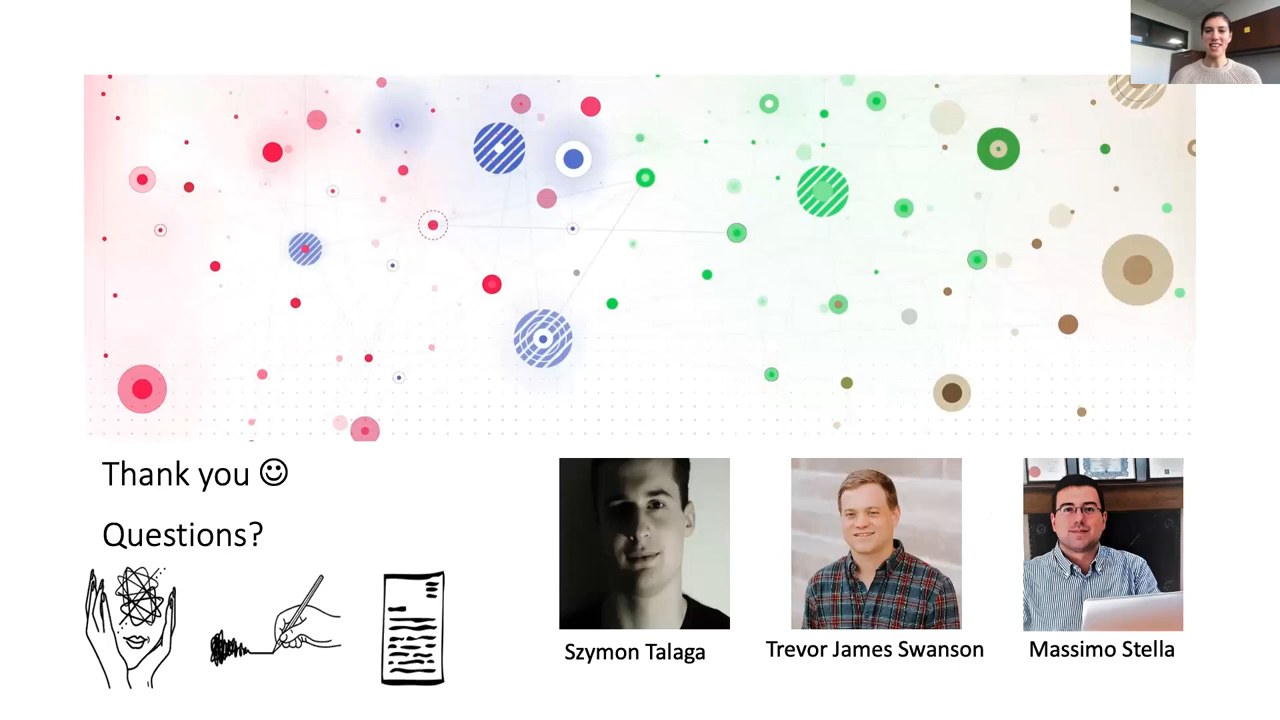 Thank you ☺
Questions?
Szymon Talaga
Trevor James Swanson
Massimo Stella